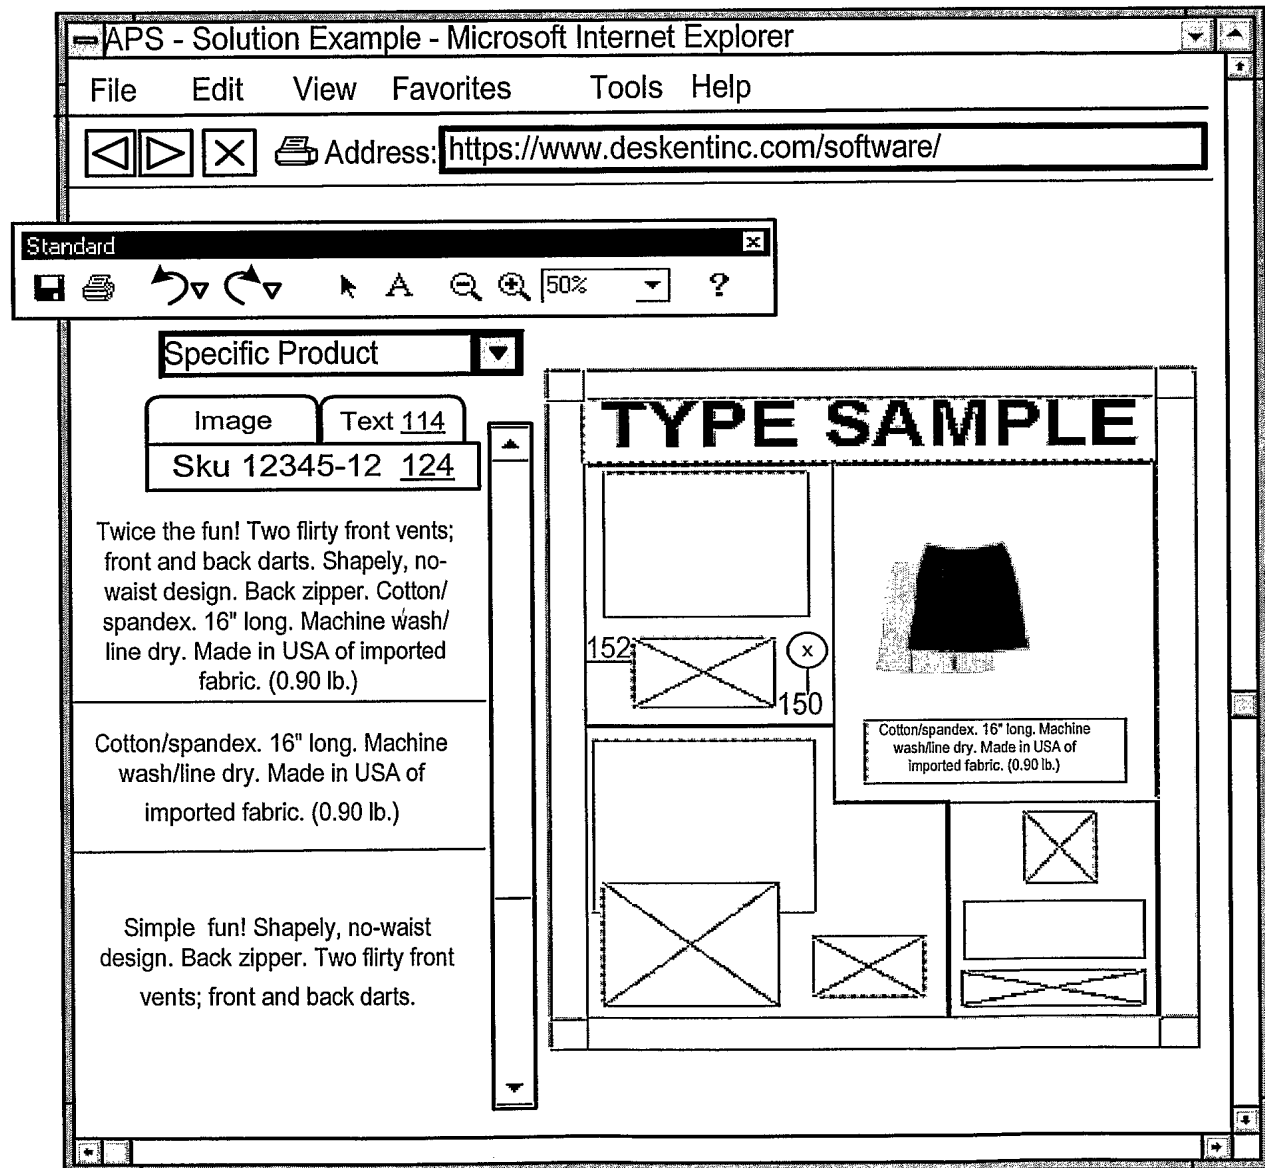 APS - Solution Example - Microsoft Internet Explorer
File Edit View Favorites Tools Help
Address: https://www.deskentinc.com/software/
Standard
A 50% ?
Specific Product
Image Text 114
Sku 12345-12 124
Twice the fun! Two flirty front vents;
front and back darts. Shapely, no-
waist design. Back zipper. Cotton/
spandex. 16" long. Machine wash/
line dry. Made in USA of imported
fabric. (0.90 lb.)
Cotton/spandex. 16" long. Machine
wash/line dry. Made in USA of
imported fabric. (0.90 lb.)
Simple fun! Shapely, no-waist
design. Back zipper. Two flirty front
vents; front and back darts.
TYPE SAMPLE
152
x
150
Cotton/spandex. 16" long. Machine
wash/line dry. Made in USA of
imported fabric. (0.90 lb.)